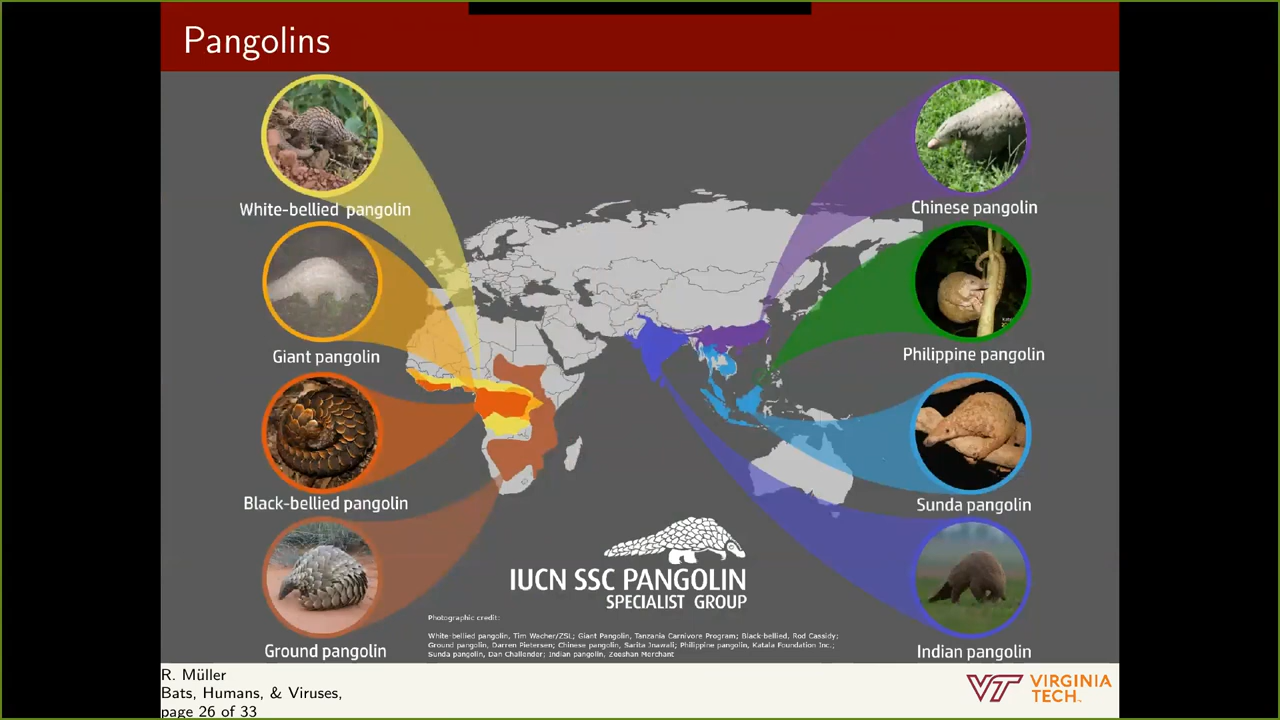 Pangolins
White-bellied pangolin
Chinese pangolin
Giant pangolin
Philippine pangolin
Black-bellied pangolin
Sunda pangolin
Ground pangolin
Indian pangolin
IUCN SSC PANGOLIN
SPECIALIST GROUP
Photographic credit:
White-bellied pangolin, Tim Wacher/ZSL; Giant Pangolin, Tanzania Carnivore Program; Black-bellied, Rod Cassidy;
Ground pangolin, Darren Pietersen; Chinese pangolin, Sarita Jnawali; Philippine pangolin, Katala Foundation Inc.;
Sunda pangolin, Dan Challender; Indian pangolin, Zeeshan Merchant
R. Müller
Bats, Humans, & Viruses,
page 26 of 33
VT VIRGINIA
TECH™